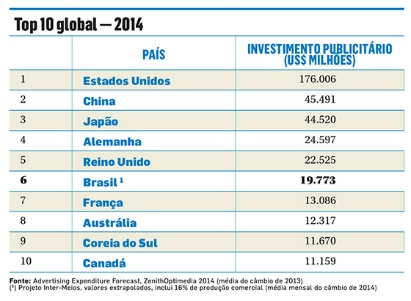 Top 10 global — 2014
PAÍS
INVESTIMENTO PUBLICITÁRIO
(US$ MILHÕES)
1 Estados Unidos 176.006
2 China 45.491
3 Japão 44.520
4 Alemanha 24.597
5 Reino Unido 22.525
6 Brasil ¹ 19.773
7 França 13.086
8 Austrália 12.317
9 Coreia do Sul 11.670
10 Canadá 11.159
Fonte: Advertising Expenditure Forecast, ZenithOptimedia 2014 (média do câmbio de 2013)
(¹) Projeto Inter-Meios, valores extrapolados, inclui 16% de produção comercial (média mensal do câmbio de 2014)